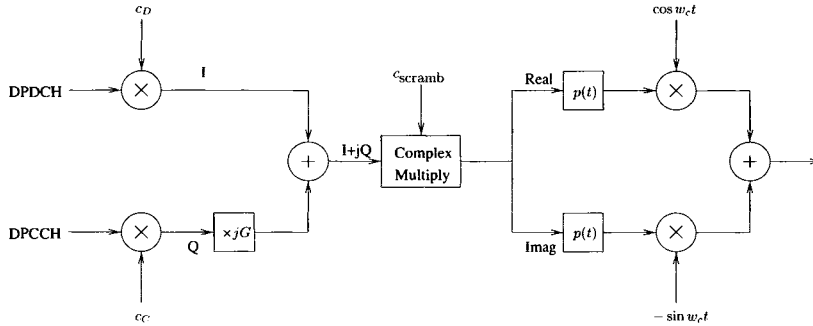 c_D
cos w_c t
I
c_scramb
Real
DPDCH
×
p(t)
×
+
I+jQ
Complex
Multiply
+
DPCCH
×
×jG
p(t)
×
Q
Imag
c_C
− sin w_c t